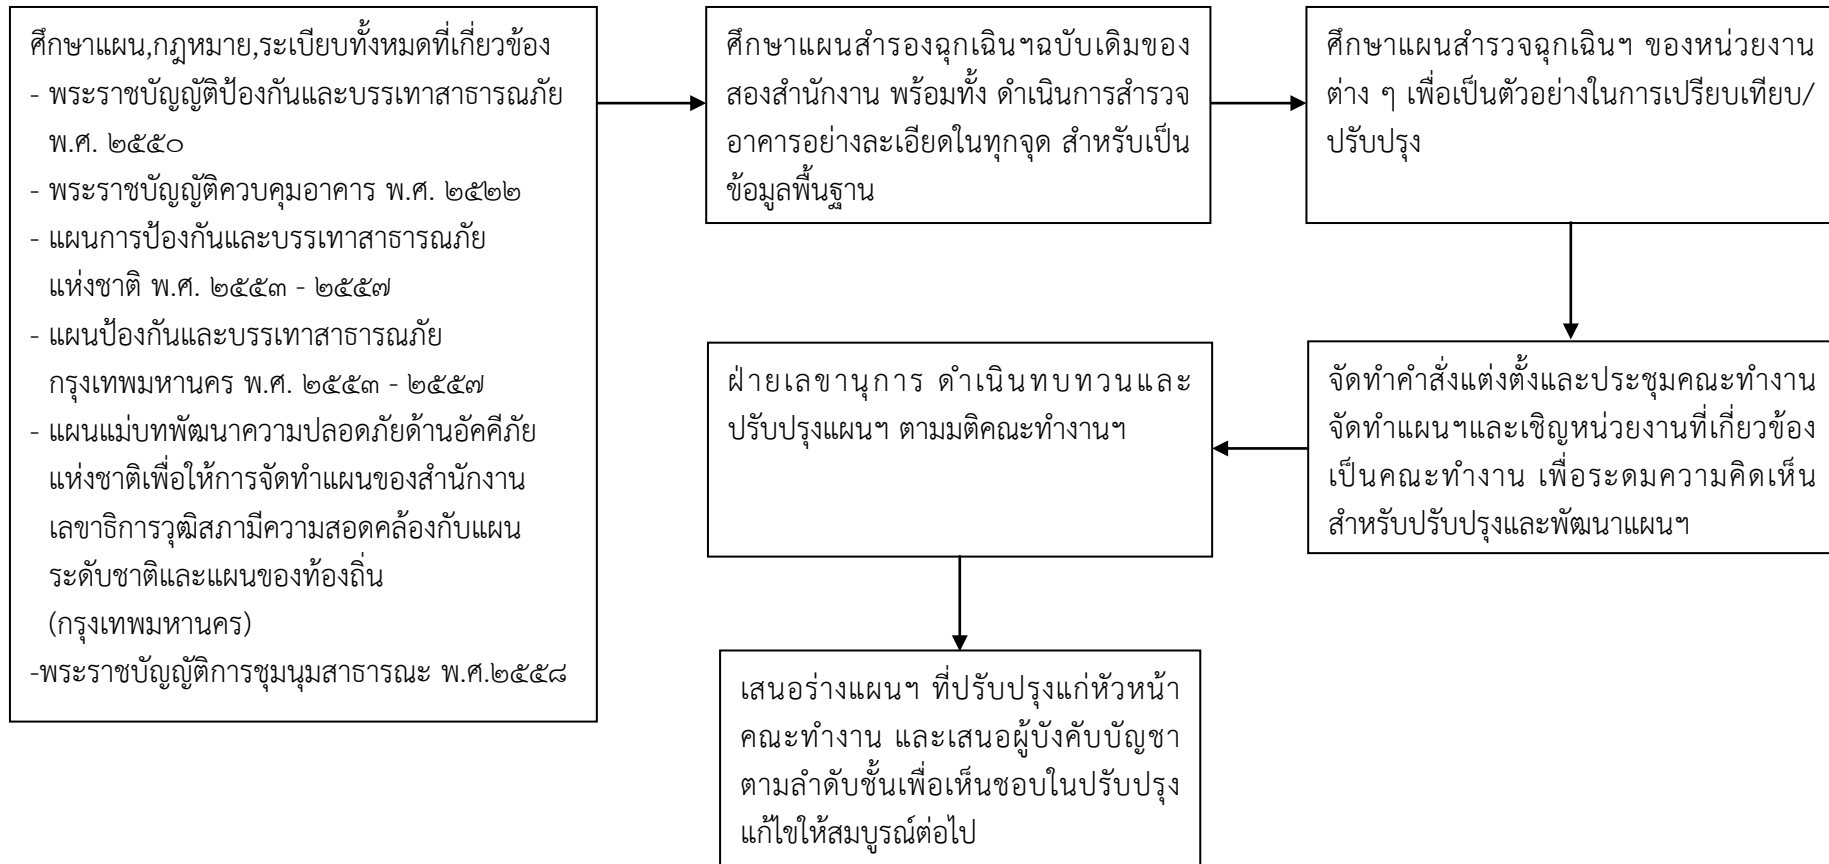 ศึกษาแผน,กฎหมาย,ระเบียบทั้งหมดที่เกี่ยวข้อง
- พระราชบัญญัติป้องกันและบรรเทาสาธารณภัย
พ.ศ. ๒๕๕๐
- พระราชบัญญัติควบคุมอาคาร พ.ศ. ๒๕๒๒
- แผนการป้องกันและบรรเทาสาธารณภัย
แห่งชาติ พ.ศ. ๒๕๕๓ - ๒๕๕๗
- แผนป้องกันและบรรเทาสาธารณภัย
กรุงเทพมหานคร พ.ศ. ๒๕๕๓ - ๒๕๕๗
- แผนแม่บทพัฒนาความปลอดภัยด้านอัคคีภัย
แห่งชาติเพื่อให้การจัดทำแผนของสำนักงาน
เลขาธิการวุฒิสภามีความสอดคล้องกับแผน
ระดับชาติและแผนของท้องถิ่น
(กรุงเทพมหานคร)
-พระราชบัญญัติการชุมนุมสาธารณะ พ.ศ.๒๕๕๘
ศึกษาแผนสำรองฉุกเฉินฯฉบับเดิมของ
สองสำนักงาน พร้อมทั้ง ดำเนินการสำรวจ
อาคารอย่างละเอียดในทุกจุด สำหรับเป็น
ข้อมูลพื้นฐาน
ศึกษาแผนสำรวจฉุกเฉินฯ ของหน่วยงาน
ต่าง ๆ เพื่อเป็นตัวอย่างในการเปรียบเทียบ/
ปรับปรุง
จัดทำคำสั่งแต่งตั้งและประชุมคณะทำงาน
จัดทำแผนฯและเชิญหน่วยงานที่เกี่ยวข้อง
เป็นคณะทำงาน เพื่อระดมความคิดเห็น
สำหรับปรับปรุงและพัฒนาแผนฯ
ฝ่ายเลขานุการ ดำเนินทบทวนและ
ปรับปรุงแผนฯ ตามมติคณะทำงานฯ
เสนอร่างแผนฯ ที่ปรับปรุงแก่หัวหน้า
คณะทำงาน และเสนอผู้บังคับบัญชา
ตามลำดับชั้นเพื่อเห็นชอบในปรับปรุง
แก้ไขให้สมบูรณ์ต่อไป